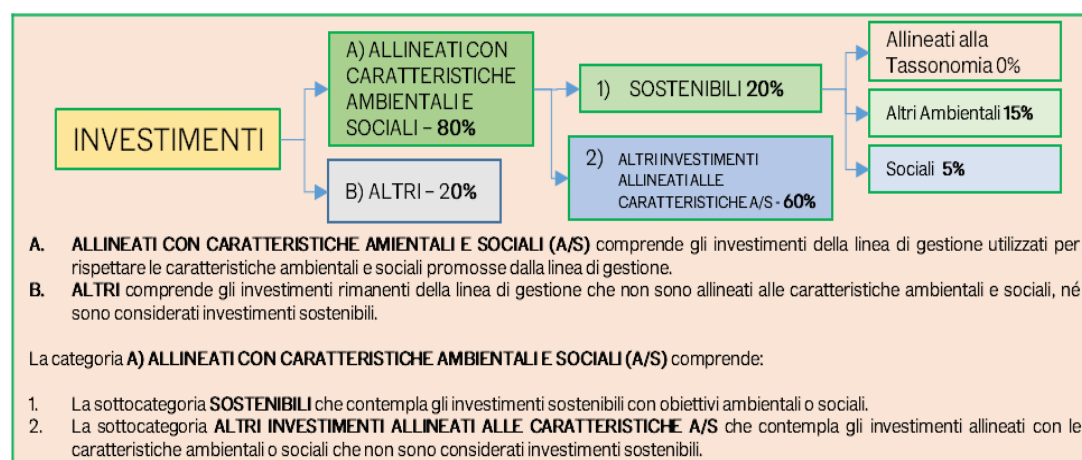 INVESTIMENTI
A) ALLINEATI CON
CARATTERISTICHE
AMBIENTALI E
SOCIALI – 80%
B) ALTRI – 20%
1) SOSTENIBILI 20%
2) ALTRI INVESTIMENTI
ALLINEATI ALLE
CARATTERISTICHE A/S - 60%
Allineati alla
Tassonomia 0%
Altri Ambientali 15%
Sociali 5%
A. ALLINEATI CON CARATTERISTICHE AMIENTALI E SOCIALI (A/S) comprende gli investimenti della linea di gestione utilizzati per
rispettare le caratteristiche ambientali e sociali promosse dalla linea di gestione.
B. ALTRI comprende gli investimenti rimanenti della linea di gestione che non sono allineati alle caratteristiche ambientali e sociali, né
sono considerati investimenti sostenibili.
La categoria A) ALLINEATI CON CARATTERISTICHE AMBIENTALI E SOCIALI (A/S) comprende:
1. La sottocategoria SOSTENIBILI che contempla gli investimenti sostenibili con obiettivi ambientali o sociali.
2. La sottocategoria ALTRI INVESTIMENTI ALLINEATI ALLE CARATTERISTICHE A/S che contempla gli investimenti allineati con le
caratteristiche ambientali o sociali che non sono considerati investimenti sostenibili.